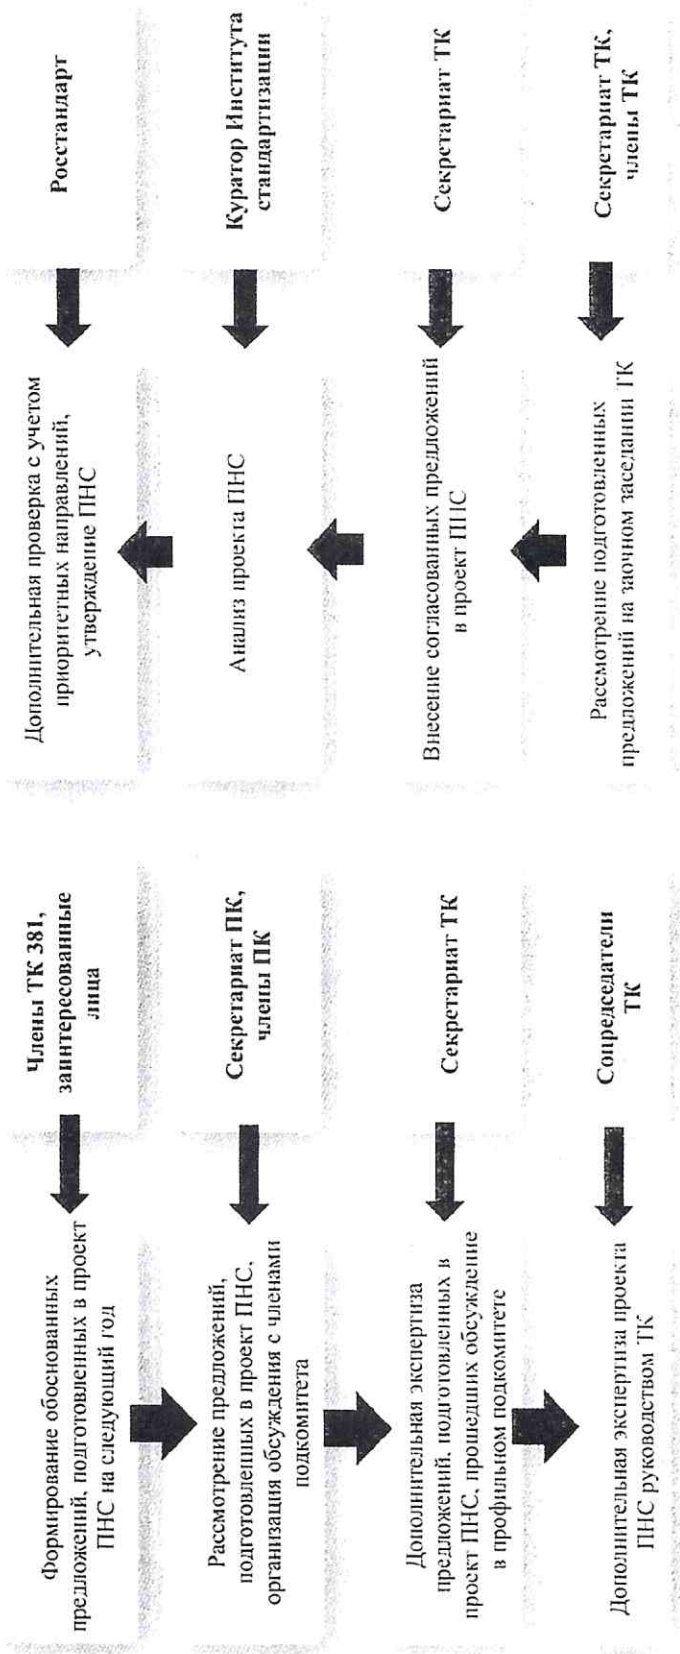 Формирование обоснованных
предложений, подготовленных в проект
ПНС на следующий год
Члены ТК 381,
заинтересованные
лица
Рассмотрение предложений,
подготовленных в проект ПНС,
организация обсуждения с членами
подкомитета
Секретариат ПК,
члены ПК
Дополнительная экспертиза
предложений, подготовленных в
проект ПНС, прошедших обсуждение
в профильном подкомитете
Секретариат ТК
Дополнительная экспертиза проекта
ПНС руководством ТК
Сопредседатели
ТК
Дополнительная проверка с учетом
приоритетных направлений,
утверждение ПНС
Росстандарт
Анализ проекта ПНС
Куратор Института
стандартизации
Внесение согласованных предложений
в проект ПНС
Секретариат ТК
Рассмотрение подготовленных
предложений на заочном заседании ТК
Секретариат ТК,
члены ТК